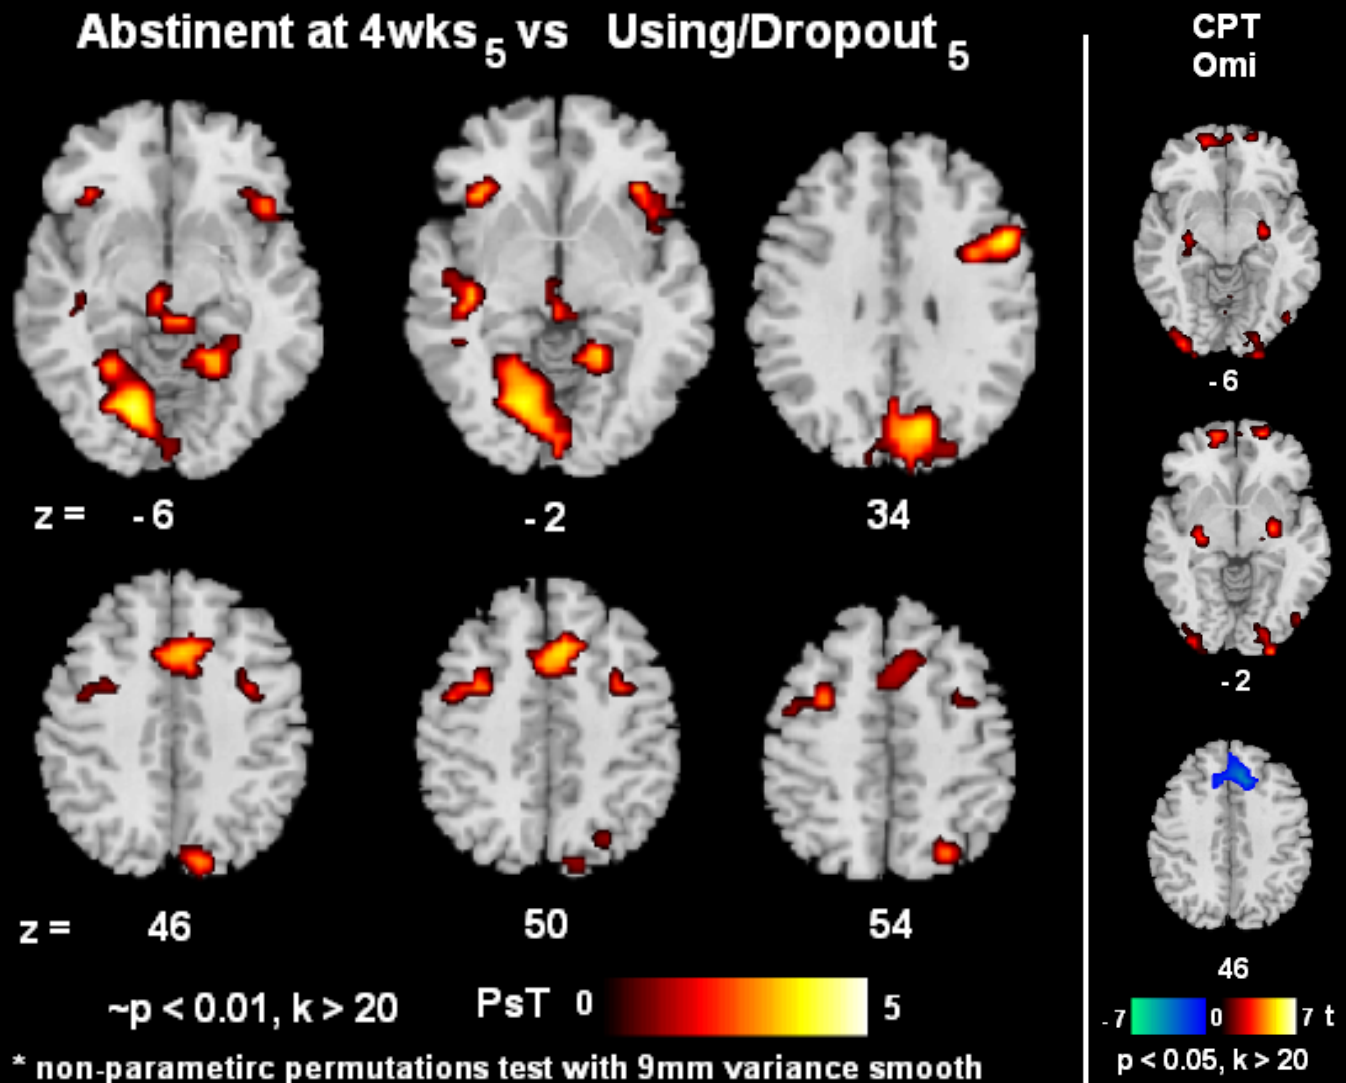 Abstinent at 4wks 5 vs Using/Dropout 5
z = - 6 - 2 34
z = 46 50 54
~p < 0.01, k > 20 PsT 0 5
* non-parametirc permutations test with 9mm variance smooth
CPT
Omi
- 6
- 2
46
- 7 0 7 t
p < 0.05, k > 20